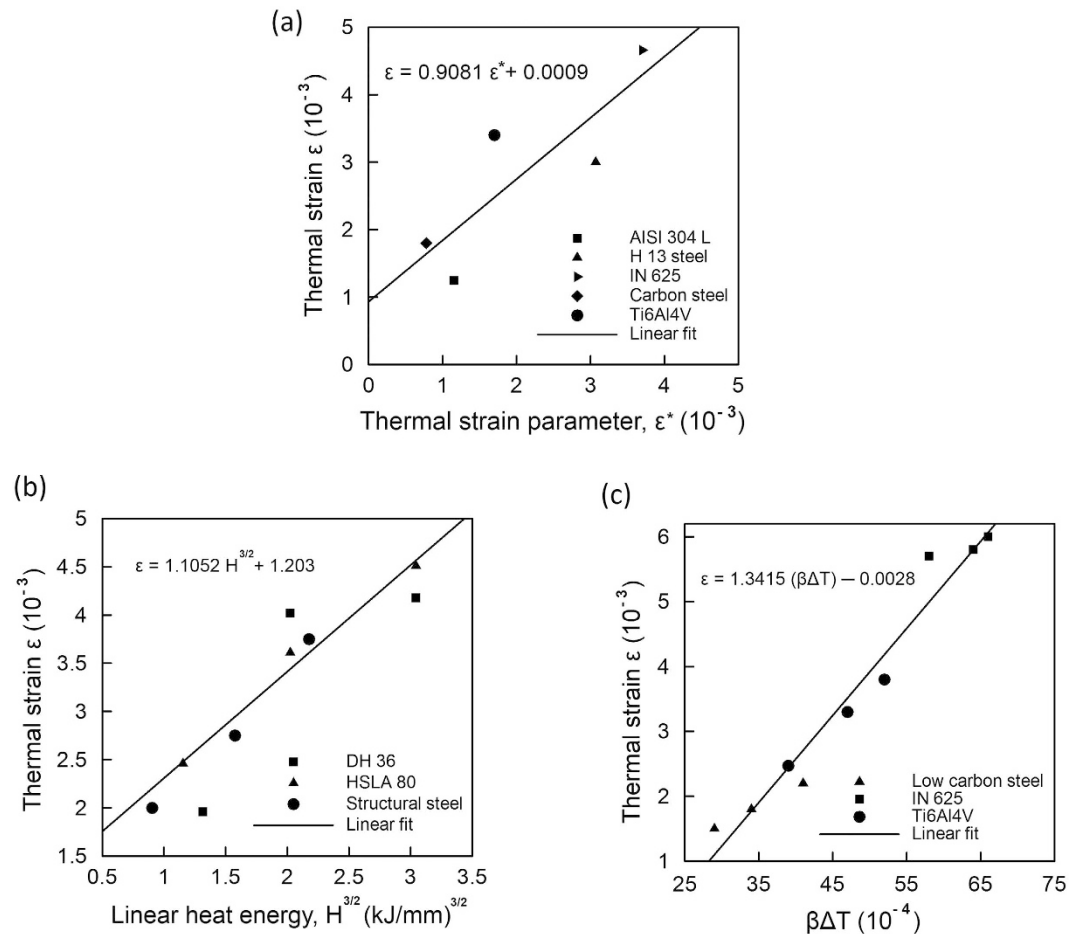 (a)
5
4
3
2
1
0
Thermal strain ε (10⁻³)
ε = 0.9081 ε* + 0.0009
AISI 304 L
H 13 steel
IN 625
Carbon steel
Ti6Al4V
Linear fit
0 1 2 3 4 5
Thermal strain parameter, ε* (10⁻³)
(b)
5
4.5
4
3.5
3
2.5
2
1.5
Thermal strain ε (10⁻³)
ε = 1.1052 H^3/2 + 1.203
DH 36
HSLA 80
Structural steel
Linear fit
0.5 1 1.5 2 2.5 3 3.5
Linear heat energy, H^3/2 (kJ/mm)^3/2
(c)
6
5
4
3
2
1
Thermal strain ε (10⁻³)
ε = 1.3415 (βΔT) – 0.0028
Low carbon steel
IN 625
Ti6Al4V
Linear fit
25 35 45 55 65 75
βΔT (10⁻⁴)